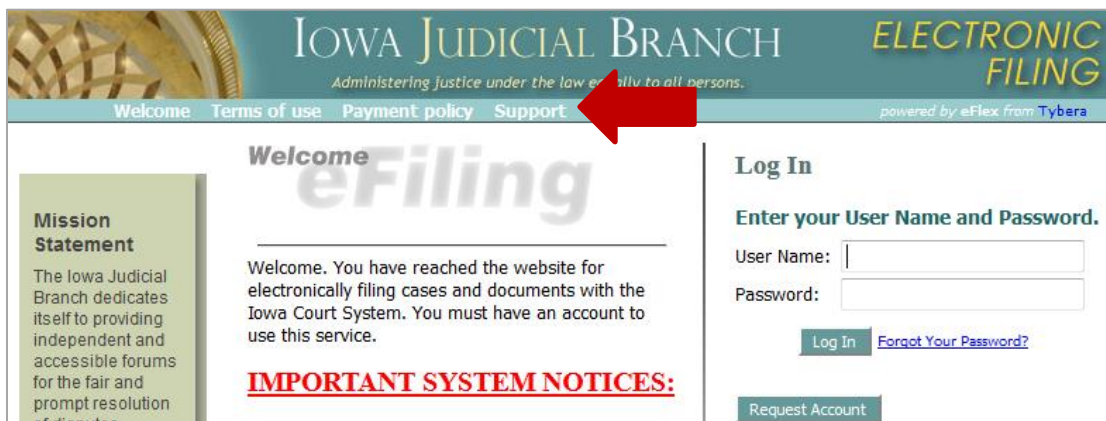 IOWA JUDICIAL BRANCH
Administering justice under the law equally to all persons.
ELECTRONIC
FILING
Welcome Terms of use Payment policy Support
powered by eFlex from Tybera
Mission
Statement
The Iowa Judicial
Branch dedicates
itself to providing
independent and
accessible forums
for the fair and
prompt resolution
of disputes
Welcome
eFiling
Welcome. You have reached the website for
electronically filing cases and documents with the
Iowa Court System. You must have an account to
use this service.
IMPORTANT SYSTEM NOTICES:
Log In
Enter your User Name and Password.
User Name:
Password:
Log In Forgot Your Password?
Request Account